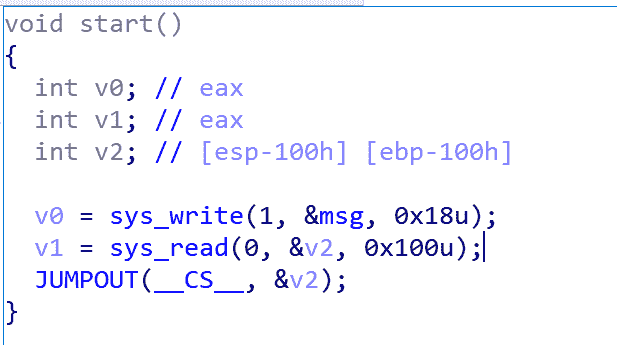 void start()
{
int v0; // eax
int v1; // eax
int v2; // [esp-100h] [ebp-100h]
v0 = sys_write(1, &msg, 0x18u);
v1 = sys_read(0, &v2, 0x100u);
JUMPOUT(__CS__, &v2);
}